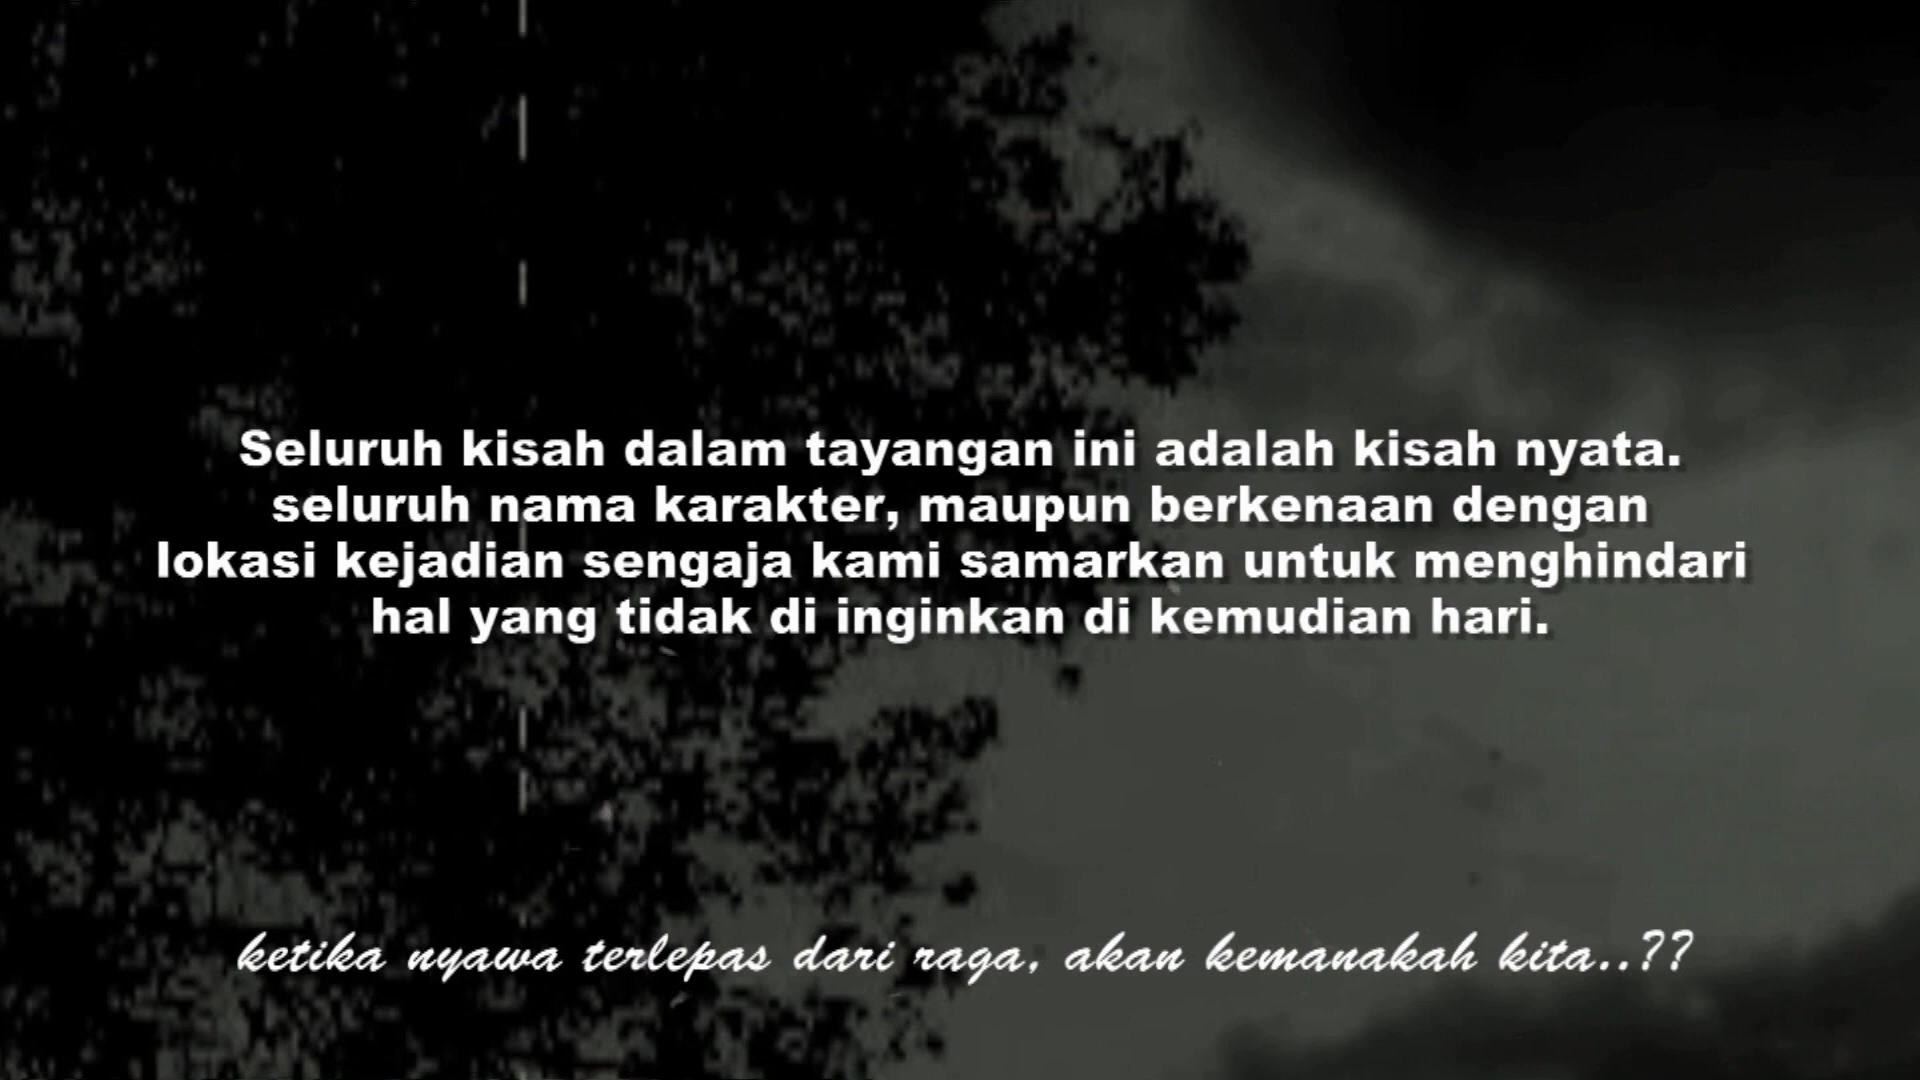 Seluruh kisah dalam tayangan ini adalah kisah nyata.
seluruh nama karakter, maupun berkenaan dengan
lokasi kejadian sengaja kami samarkan untuk menghindari
hal yang tidak di inginkan di kemudian hari.
ketika nyawa terlepas dari raga, akan kemanakah kita..??